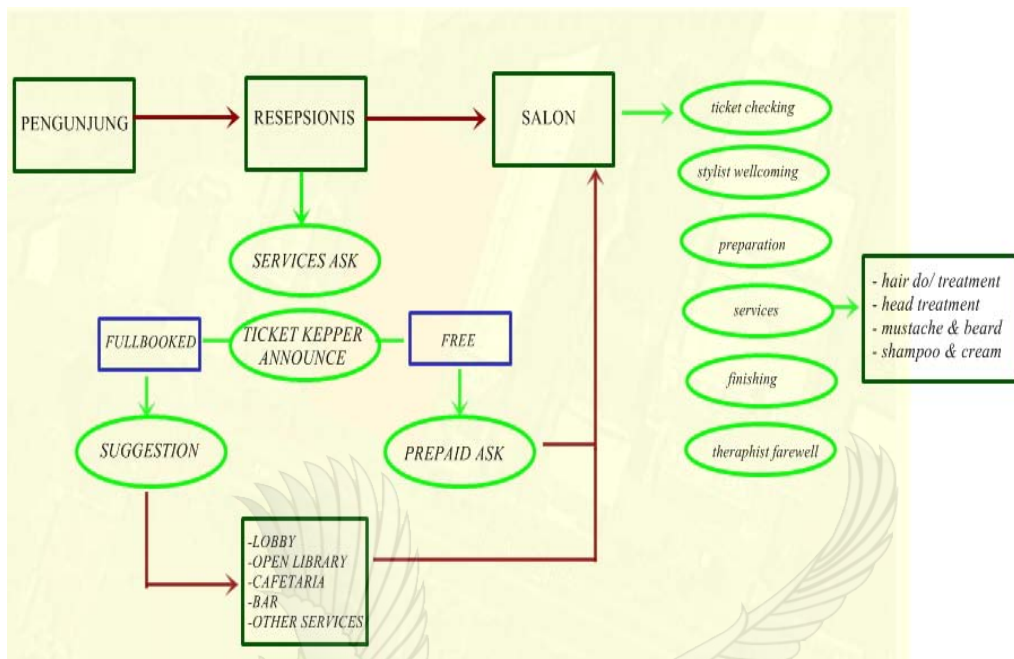 PENGUNJUNG
RESEPSIONIS
SALON
ticket checking
stylist wellcoming
preparation
services
finishing
theraphist farewell
- hair do/ treatment
- head treatment
- mustache & beard
- shampoo & cream
SERVICES ASK
FULLBOOKED
TICKET KEPPER
ANNOUNCE
FREE
SUGGESTION
PREPAID ASK
-LOBBY
-OPEN LIBRARY
-CAFETARIA
-BAR
-OTHER SERVICES